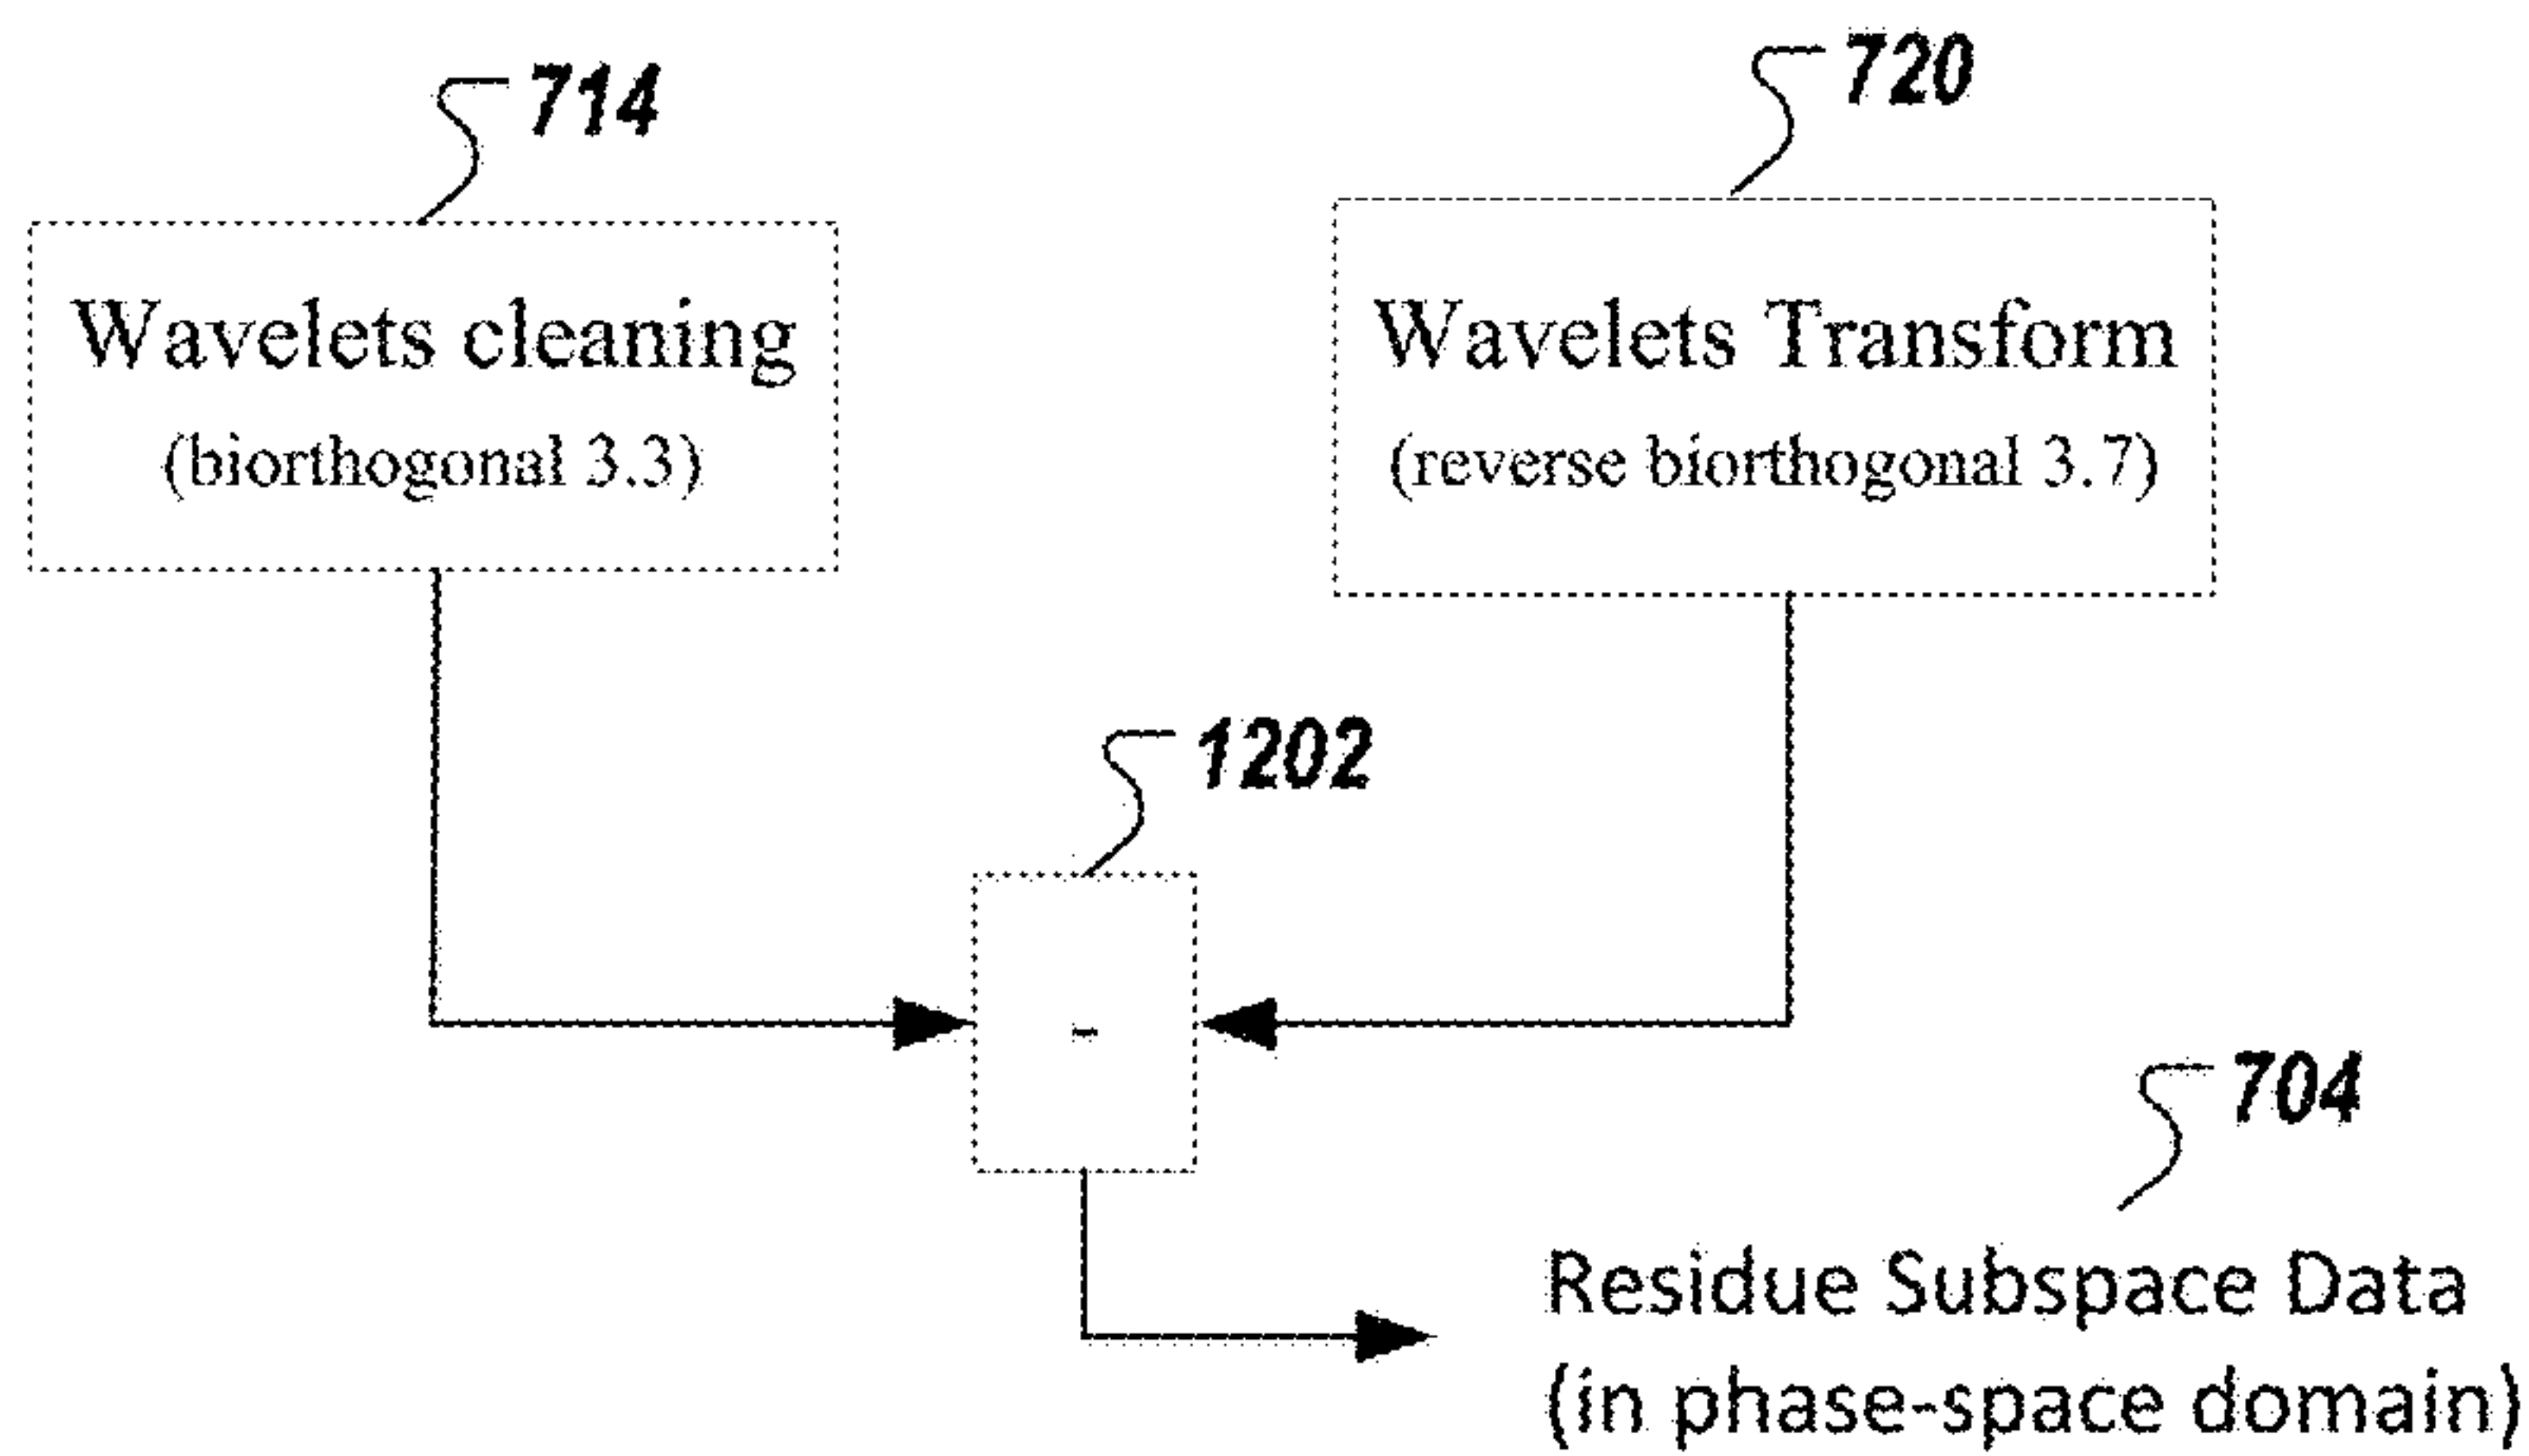 714
720
Wavelets cleaning
(biorthogonal 3.3)
Wavelets Transform
(reverse biorthogonal 3.7)
1202
-
704
Residue Subspace Data
(in phase-space domain)